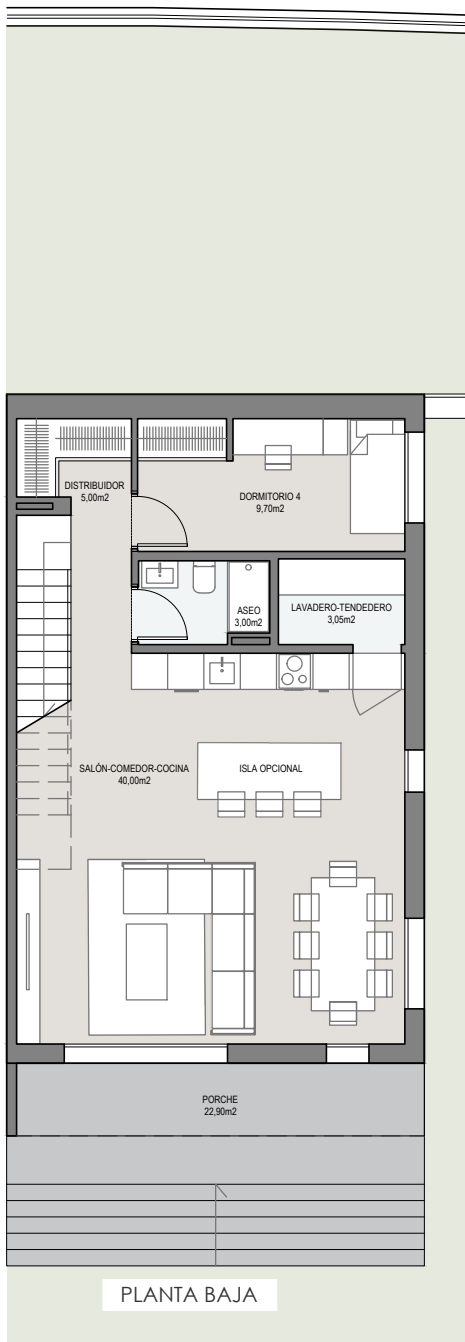 DISTRIBUIDOR
5,00m2
DORMITORIO 4
9,70m2
ASEO
3,00m2
LAVADERO-TENDEDERO
3,05m2
SALÓN-COMEDOR-COCINA
40,00m2
ISLA OPCIONAL
PORCHE
22,90m2
PLANTA BAJA